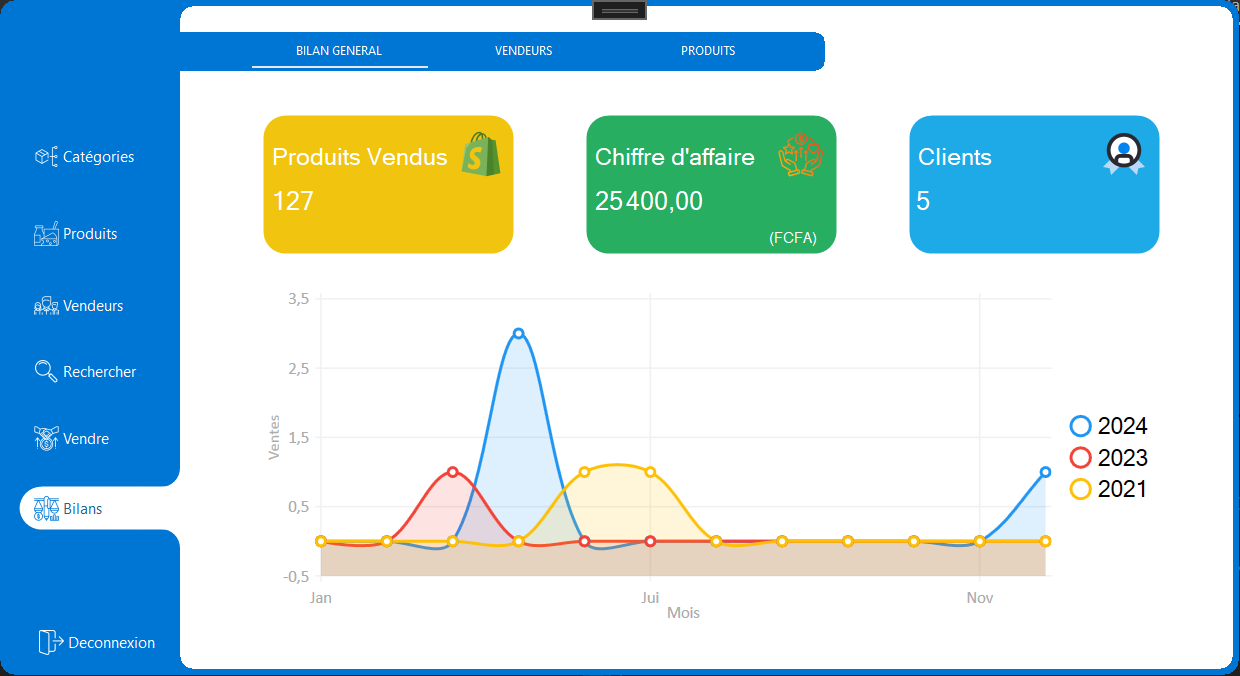 BILAN GENERAL
VENDEURS
PRODUITS
Catégories
Produits
Vendeurs
Rechercher
Vendre
Bilans
Deconnexion
Produits Vendus
127
Chiffre d'affaire
25 400,00
(FCFA)
Clients
5
3,5
2,5
1,5
0,5
-0,5
Ventes
Jan
Jui
Nov
Mois
2024
2023
2021